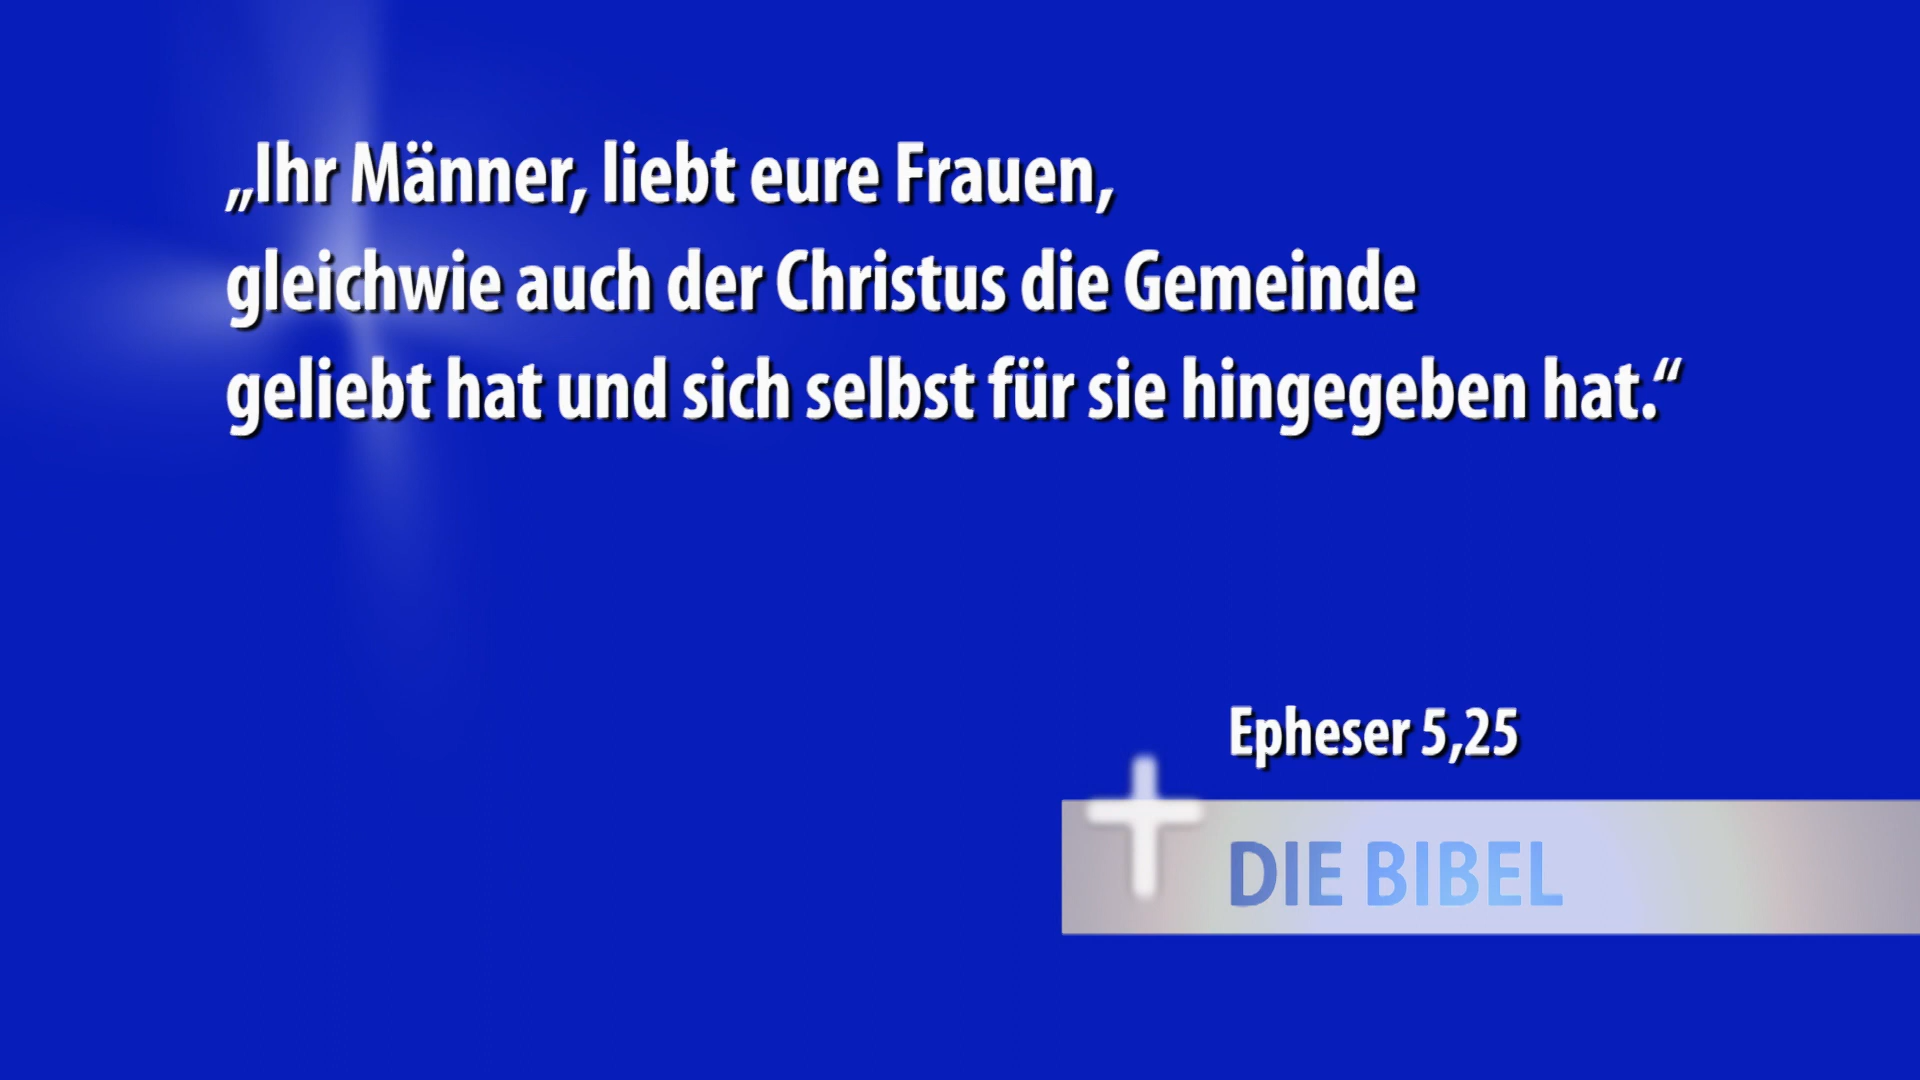 „Ihr Männer, liebt eure Frauen,
gleichwie auch der Christus die Gemeinde
geliebt hat und sich selbst für sie hingegeben hat.“
Epheser 5,25
DIE BIBEL